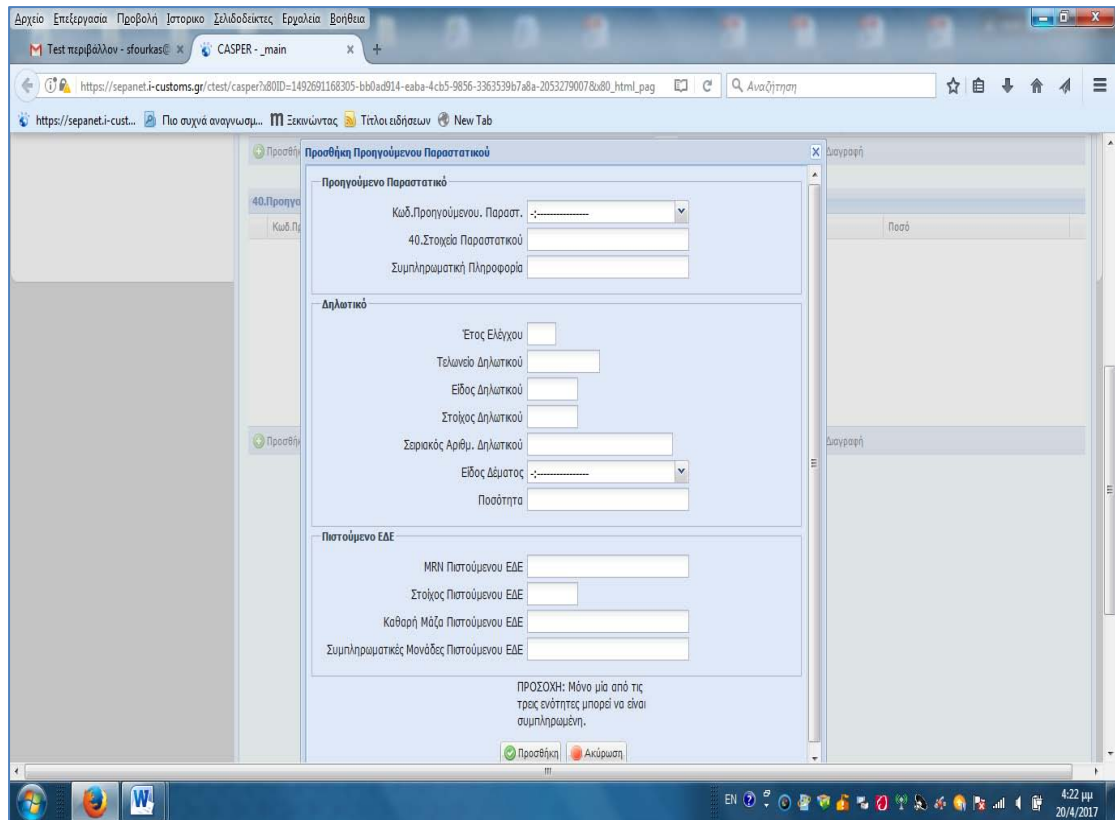 Αρχείο Επεξεργασία Προβολή Ιστορικο Σελιδοδείκτες Εργαλεία Βοήθεια
Test περιβάλλον - sfourkas@ × CASPER - _main × +
https://sepanet.i-customs.gr/ctest/casper?x80ID=1492691168305-bb0ad914-eaba-4cb5-9856-3363539b7a8a-2053279007&x80_html_pag Αναζήτηση
https://sepanet.i-cust... Πιο συχνά αναγνωσμ... Ξεκινώντας Τίτλοι ειδήσεων New Tab
Προσθήκ Προσθήκη Προηγούμενου Παραστατικού Διαγραφή
Προηγούμενο Παραστατικό
40.Προηγο
Κωδ.Προηγούμενου. Παραστ. -:---------------
Κωδ.Πρ Ποσό
40.Στοιχεία Παραστατικού
Συμπληρωματική Πληροφορία
Δηλωτικό
Έτος Ελέγχου
Τελωνείο Δηλωτικού
Είδος Δηλωτικού
Στοίχος Δηλωτικού
Προσθήκ Σειριακός Αριθμ. Δηλωτικού Διαγραφή
Είδος Δέματος -:---------------
Ποσότητα
Πιστούμενο ΕΔΕ
MRN Πιστούμενου ΕΔΕ
Στοίχος Πιστούμενου ΕΔΕ
Καθαρή Μάζα Πιστούμενου ΕΔΕ
Συμπληρωματικές Μονάδες Πιστούμενου ΕΔΕ
ΠΡΟΣΟΧΗ: Μόνο μία από τις
τρεις ενότητες μπορεί να είναι
συμπληρωμένη.
Προσθήκη Ακύρωση
EN 4:22 μμ
20/4/2017